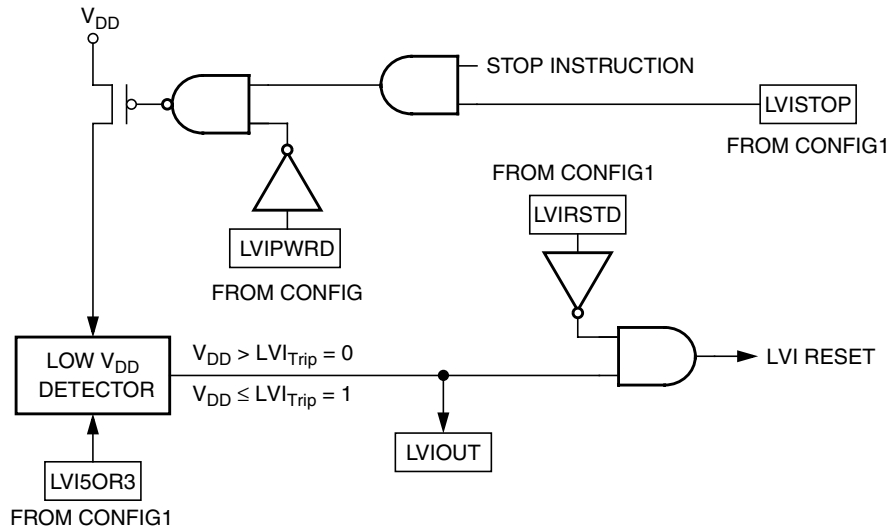 VDD
STOP INSTRUCTION
LVISTOP
FROM CONFIG1
FROM CONFIG1
LVIRSTD
LVIPWRD
FROM CONFIG
LOW VDD
DETECTOR
VDD > LVITrip = 0
VDD ≤ LVITrip = 1
LVI RESET
LVIOUT
LVI5OR3
FROM CONFIG1